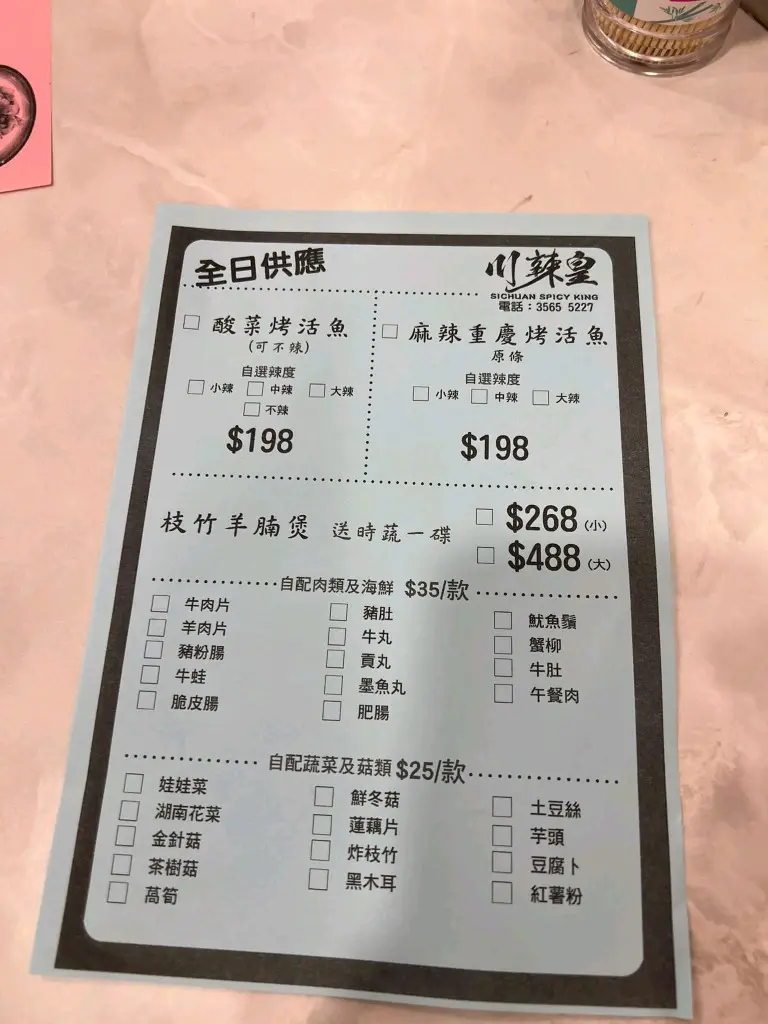 全日供應
川辣皇
SICHUAN SPICY KING
電話：3565 5227
酸菜烤活魚
(可不辣)
自選辣度
小辣 中辣 大辣
不辣
$198
麻辣重慶烤活魚
原條
自選辣度
小辣 中辣 大辣
$198
枝竹羊腩煲 送時蔬一碟
$268 (小)
$488 (大)
自配肉類及海鮮 $35/款
牛肉片
羊肉片
豬粉腸
牛蛙
脆皮腸
豬肚
牛丸
貢丸
墨魚丸
肥腸
魷魚鬚
蟹柳
牛肚
午餐肉
自配蔬菜及菇類 $25/款
娃娃菜
湖南花菜
金針菇
茶樹菇
萵筍
鮮冬菇
蓮藕片
炸枝竹
黑木耳
土豆絲
芋頭
豆腐卜
紅薯粉